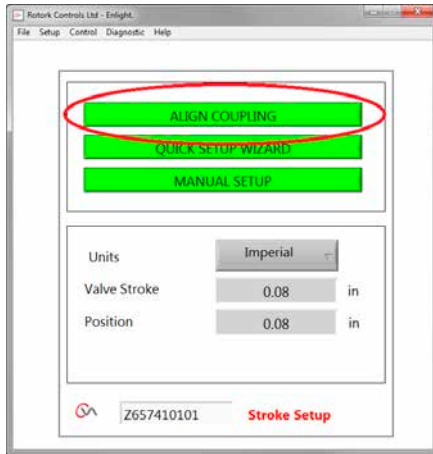 Rotork Controls Ltd - Enlight.
File Setup Control Diagnostic Help
ALIGN COUPLING
QUICK SETUP WIZARD
MANUAL SETUP
Units Imperial
Valve Stroke 0.08 in
Position 0.08 in
Z657410101 Stroke Setup